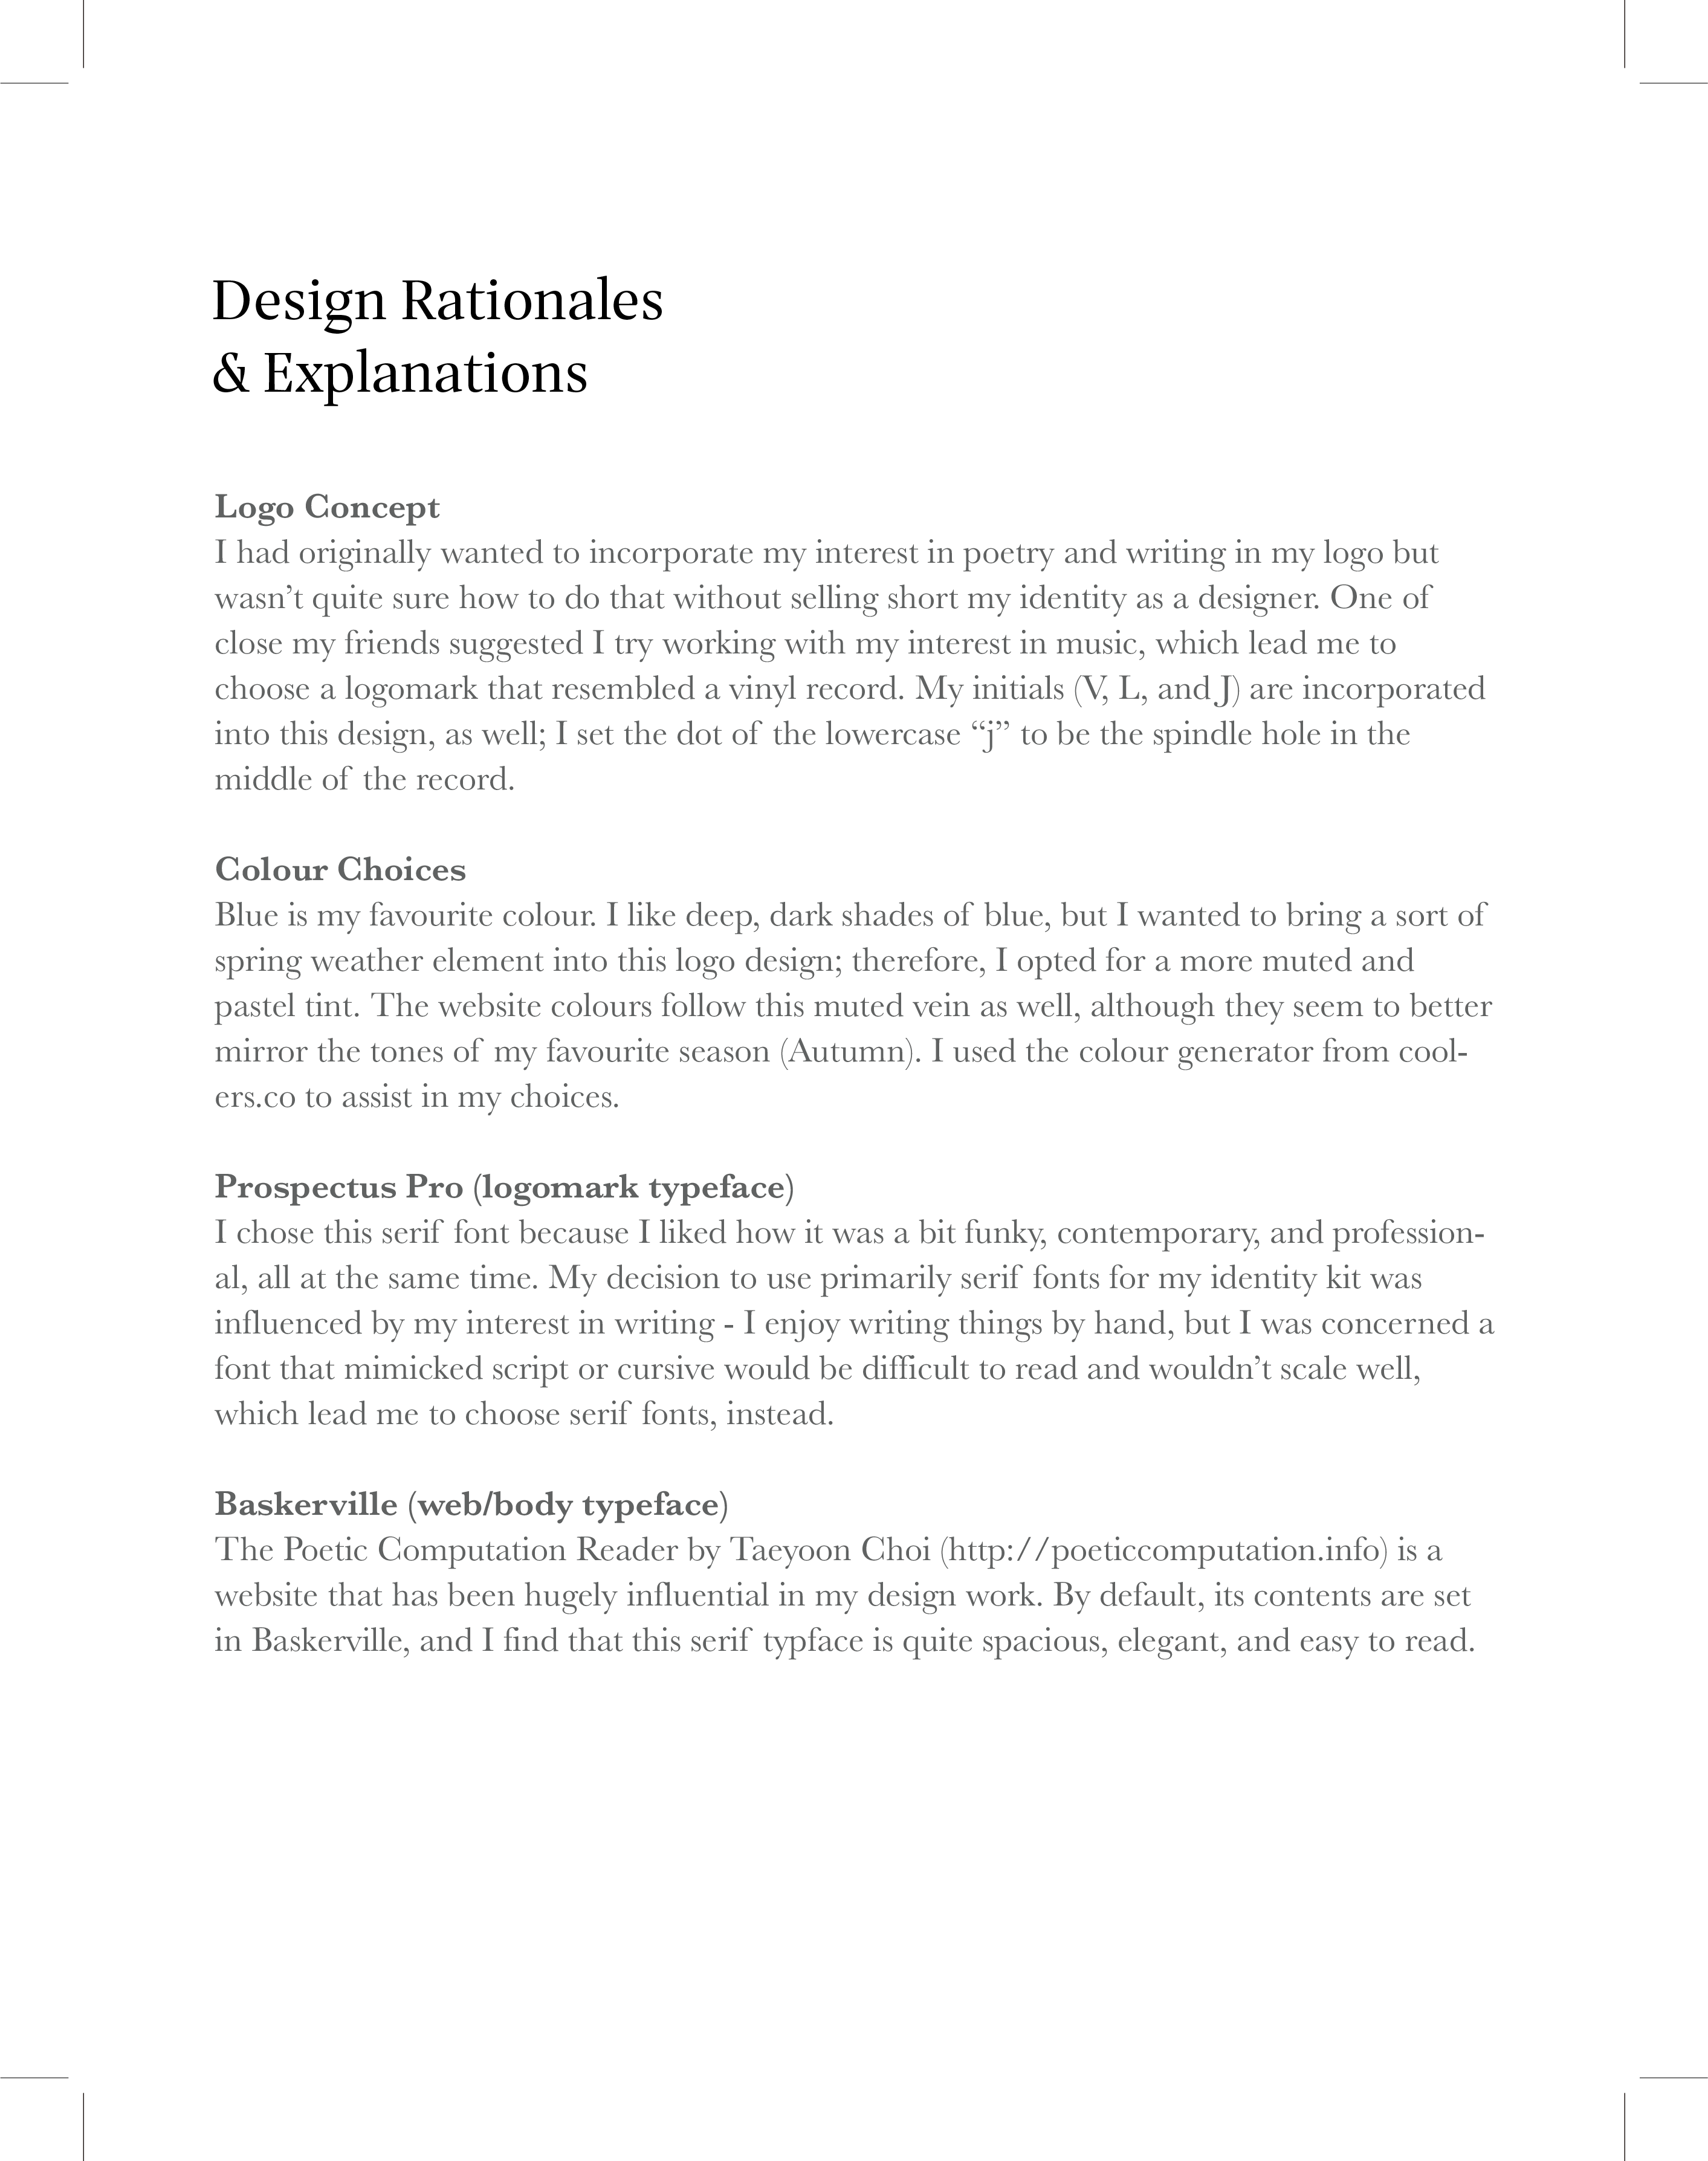 Design Rationales
& Explanations
Logo Concept
I had originally wanted to incorporate my interest in poetry and writing in my logo but
wasn’t quite sure how to do that without selling short my identity as a designer. One of
close my friends suggested I try working with my interest in music, which lead me to
choose a logomark that resembled a vinyl record. My initials (V, L, and J) are incorporated
into this design, as well; I set the dot of the lowercase “j” to be the spindle hole in the
middle of the record.
Colour Choices
Blue is my favourite colour. I like deep, dark shades of blue, but I wanted to bring a sort of
spring weather element into this logo design; therefore, I opted for a more muted and
pastel tint. The website colours follow this muted vein as well, although they seem to better
mirror the tones of my favourite season (Autumn). I used the colour generator from cool-
ers.co to assist in my choices.
Prospectus Pro (logomark typeface)
I chose this serif font because I liked how it was a bit funky, contemporary, and profession-
al, all at the same time. My decision to use primarily serif fonts for my identity kit was
influenced by my interest in writing - I enjoy writing things by hand, but I was concerned a
font that mimicked script or cursive would be difficult to read and wouldn’t scale well,
which lead me to choose serif fonts, instead.
Baskerville (web/body typeface)
The Poetic Computation Reader by Taeyoon Choi (http://poeticcomputation.info) is a
website that has been hugely influential in my design work. By default, its contents are set
in Baskerville, and I find that this serif typface is quite spacious, elegant, and easy to read.